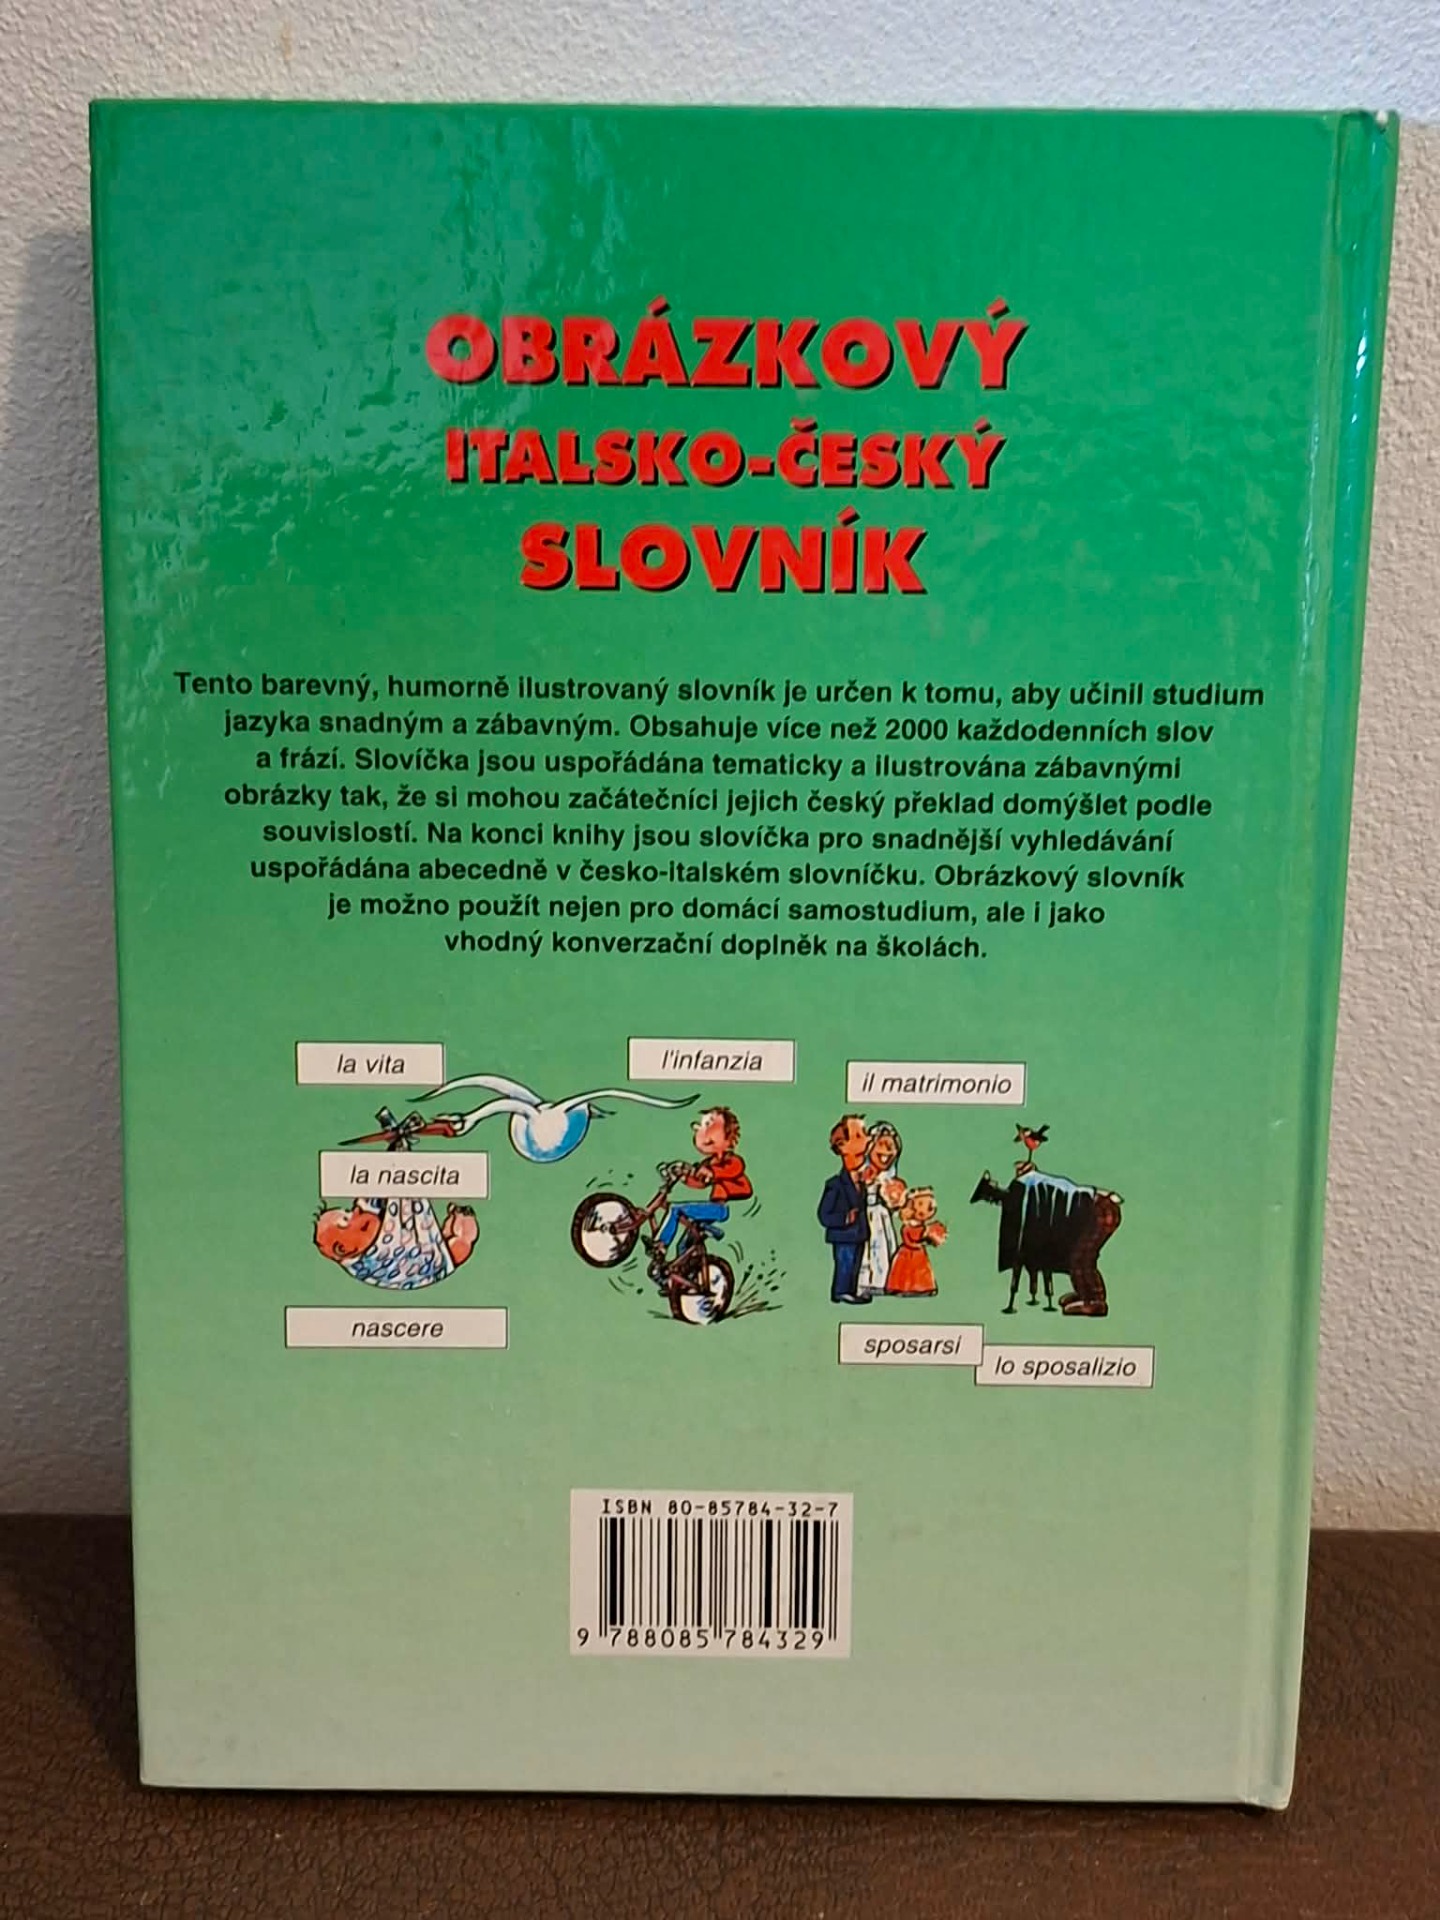 OBRÁZKOVÝ
ITALSKO-ČESKÝ
SLOVNÍK
Tento barevný, humorně ilustrovaný slovník je určen k tomu, aby učinil studium
jazyka snadným a zábavným. Obsahuje více než 2000 každodenních slov
a frází. Slovíčka jsou uspořádána tematicky a ilustrována zábavnými
obrázky tak, že si mohou začátečníci jejich český překlad domýšlet podle
souvislostí. Na konci knihy jsou slovíčka pro snadnější vyhledávání
uspořádána abecedně v česko-italském slovníčku. Obrázkový slovník
je možno použít nejen pro domácí samostudium, ale i jako
vhodný konverzační doplněk na školách.
la vita
l'infanzia
il matrimonio
la nascita
nascere
sposarsi
lo sposalizio
ISBN 80-85784-32-7
9 788085 784329